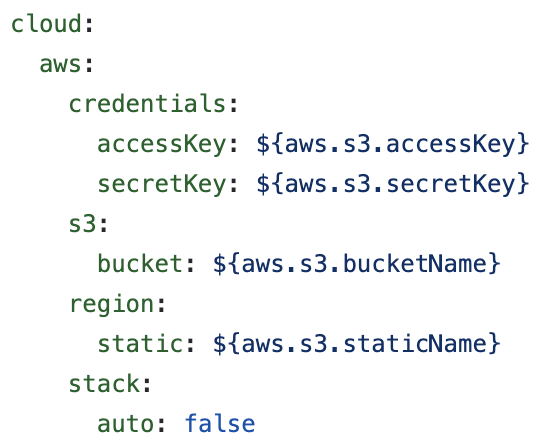 cloud:
  aws:
    credentials:
      accessKey: ${aws.s3.accessKey}
      secretKey: ${aws.s3.secretKey}
    s3:
      bucket: ${aws.s3.bucketName}
    region:
      static: ${aws.s3.staticName}
    stack:
      auto: false